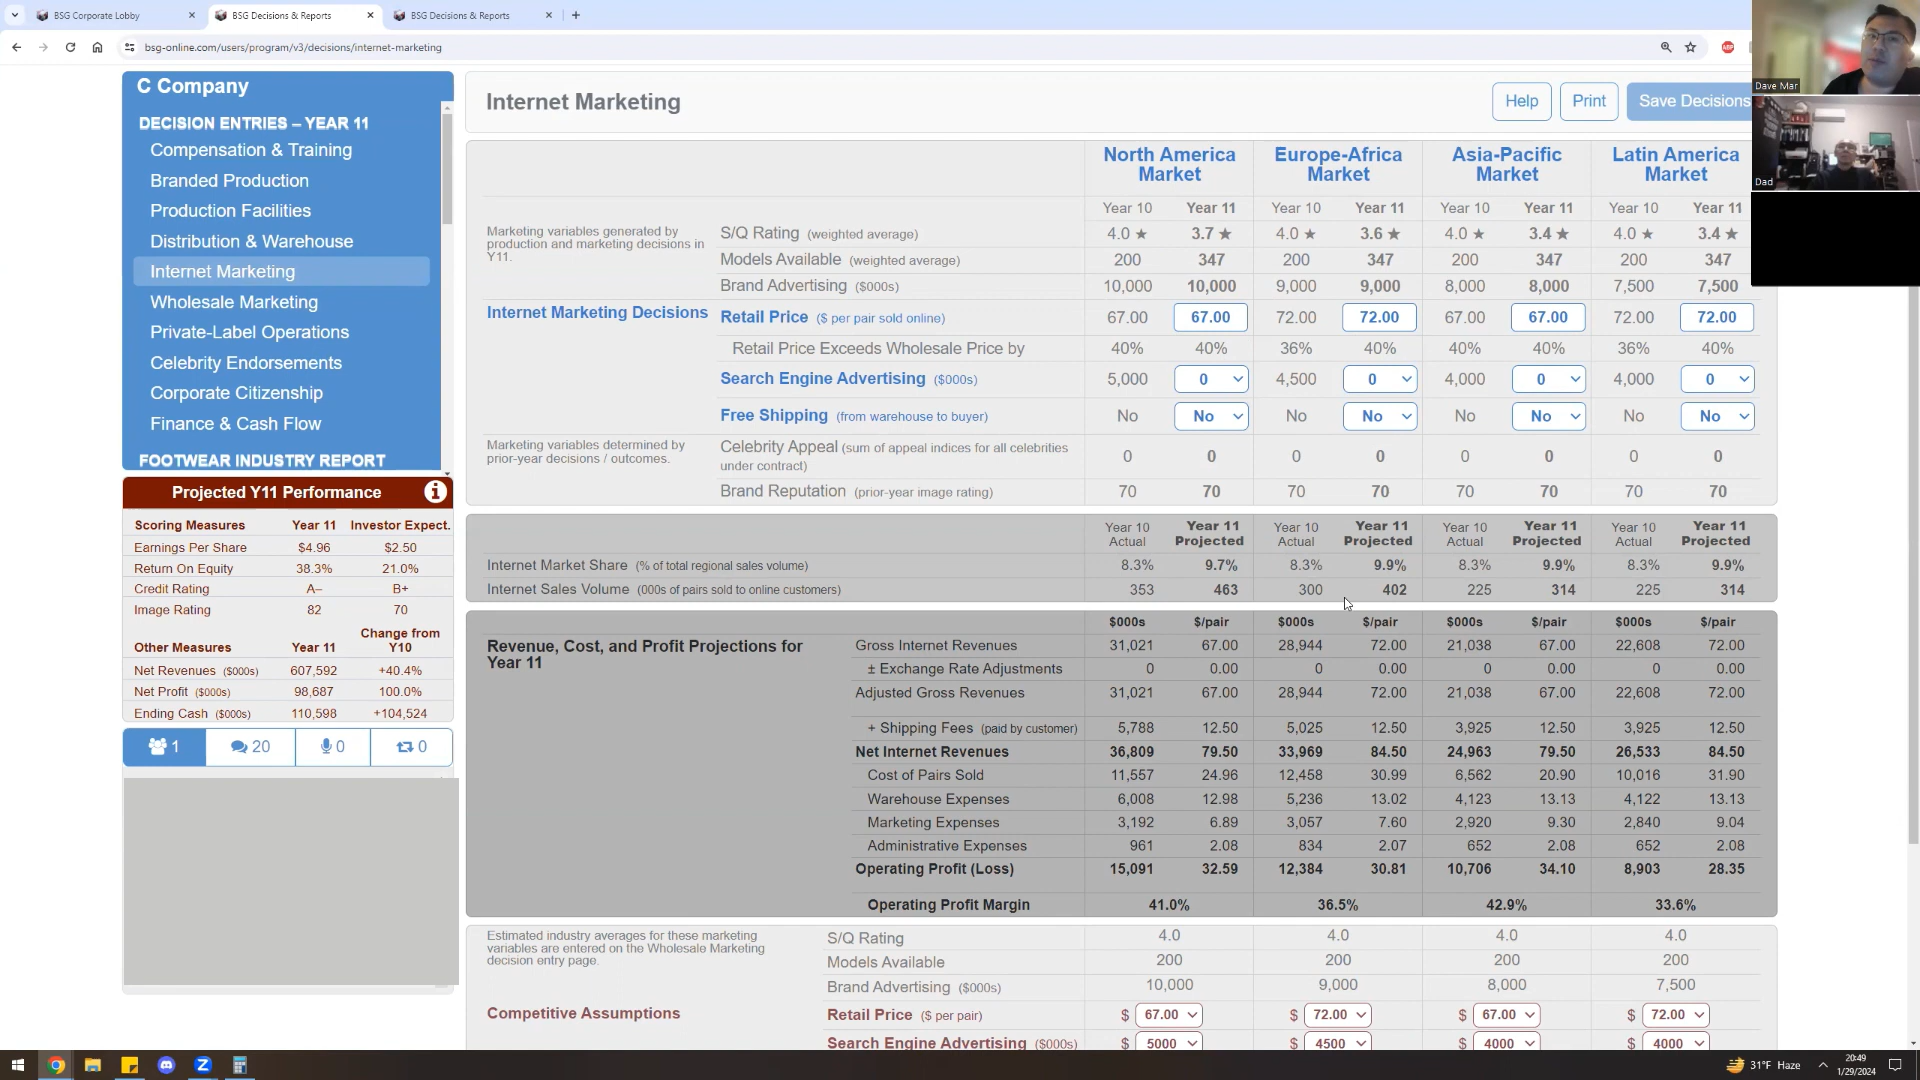 BSG Corporate Lobby
BSG Decisions & Reports
BSG Decisions & Reports
bsg-online.com/users/program/v3/decisions/internet-marketing
ABP
Dave Mar
Dad
C Company
DECISION ENTRIES – YEAR 11
Compensation & Training
Branded Production
Production Facilities
Distribution & Warehouse
Internet Marketing
Wholesale Marketing
Private-Label Operations
Celebrity Endorsements
Corporate Citizenship
Finance & Cash Flow
FOOTWEAR INDUSTRY REPORT
Projected Y11 Performance
Scoring Measures Year 11 Investor Expect.
Earnings Per Share $4.96 $2.50
Return On Equity 38.3% 21.0%
Credit Rating A– B+
Image Rating 82 70
Other Measures Year 11 Change from Y10
Net Revenues ($000s) 607,592 +40.4%
Net Profit ($000s) 98,687 100.0%
Ending Cash ($000s) 110,598 +104,524
1 20 0 0
Internet Marketing
Help Print Save Decisions
North America Market Europe-Africa Market Asia-Pacific Market Latin America Market
Year 10 Year 11 Year 10 Year 11 Year 10 Year 11 Year 10 Year 11
Marketing variables generated by
production and marketing decisions in
Y11.
S/Q Rating (weighted average) 4.0 ★ 3.7 ★ 4.0 ★ 3.6 ★ 4.0 ★ 3.4 ★ 4.0 ★ 3.4 ★
Models Available (weighted average) 200 347 200 347 200 347 200 347
Brand Advertising ($000s) 10,000 10,000 9,000 9,000 8,000 8,000 7,500 7,500
Internet Marketing Decisions
Retail Price ($ per pair sold online) 67.00 67.00 72.00 72.00 67.00 67.00 72.00 72.00
Retail Price Exceeds Wholesale Price by 40% 40% 36% 40% 40% 40% 36% 40%
Search Engine Advertising ($000s) 5,000 0 4,500 0 4,000 0 4,000 0
Free Shipping (from warehouse to buyer) No No No No No No No No
Marketing variables determined by
prior-year decisions / outcomes.
Celebrity Appeal (sum of appeal indices for all celebrities
under contract) 0 0 0 0 0 0 0 0
Brand Reputation (prior-year image rating) 70 70 70 70 70 70 70 70
Year 10 Actual Year 11 Projected Year 10 Actual Year 11 Projected Year 10 Actual Year 11 Projected Year 10 Actual Year 11 Projected
Internet Market Share (% of total regional sales volume) 8.3% 9.7% 8.3% 9.9% 8.3% 9.9% 8.3% 9.9%
Internet Sales Volume (000s of pairs sold to online customers) 353 463 300 402 225 314 225 314
$000s $/pair $000s $/pair $000s $/pair $000s $/pair
Revenue, Cost, and Profit Projections for
Year 11
Gross Internet Revenues 31,021 67.00 28,944 72.00 21,038 67.00 22,608 72.00
± Exchange Rate Adjustments 0 0.00 0 0.00 0 0.00 0 0.00
Adjusted Gross Revenues 31,021 67.00 28,944 72.00 21,038 67.00 22,608 72.00
+ Shipping Fees (paid by customer) 5,788 12.50 5,025 12.50 3,925 12.50 3,925 12.50
Net Internet Revenues 36,809 79.50 33,969 84.50 24,963 79.50 26,533 84.50
Cost of Pairs Sold 11,557 24.96 12,458 30.99 6,562 20.90 10,016 31.90
Warehouse Expenses 6,008 12.98 5,236 13.02 4,123 13.13 4,122 13.13
Marketing Expenses 3,192 6.89 3,057 7.60 2,920 9.30 2,840 9.04
Administrative Expenses 961 2.08 834 2.07 652 2.08 652 2.08
Operating Profit (Loss) 15,091 32.59 12,384 30.81 10,706 34.10 8,903 28.35
Operating Profit Margin 41.0% 36.5% 42.9% 33.6%
Estimated industry averages for these marketing
variables are entered on the Wholesale Marketing
decision entry page.
S/Q Rating 4.0 4.0 4.0 4.0
Models Available 200 200 200 200
Brand Advertising ($000s) 10,000 9,000 8,000 7,500
Competitive Assumptions
Retail Price ($ per pair) $ 67.00 $ 72.00 $ 67.00 $ 72.00
Search Engine Advertising ($000s) $ 5000 $ 4500 $ 4000 $ 4000
31°F Haze
20:49
1/29/2024